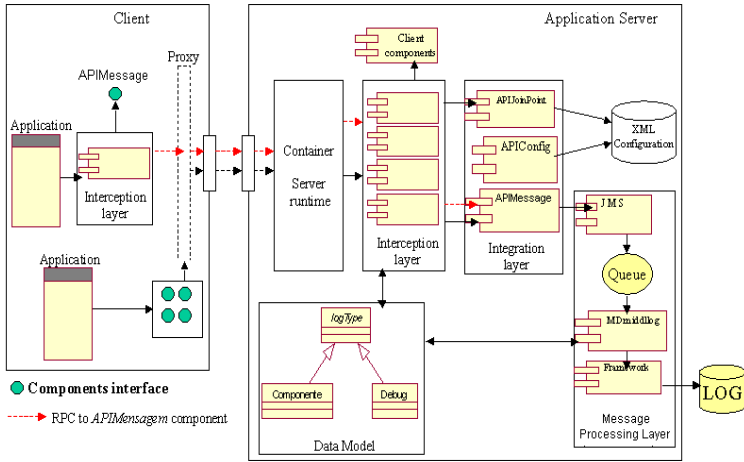 Client
Application Server
Proxy
Client
components
APIMessage
APIJoinPoint
Application
Container
Server
runtime
APIConfig
XML
Configuration
Interception
layer
APIMessage
JMS
Interception
layer
Integration
layer
Application
Queue
logType
MDmiddllog
Framework
Componente
Debug
LOG
Components interface
RPC to APIMensagem component
Data Model
Message
Processing Layer